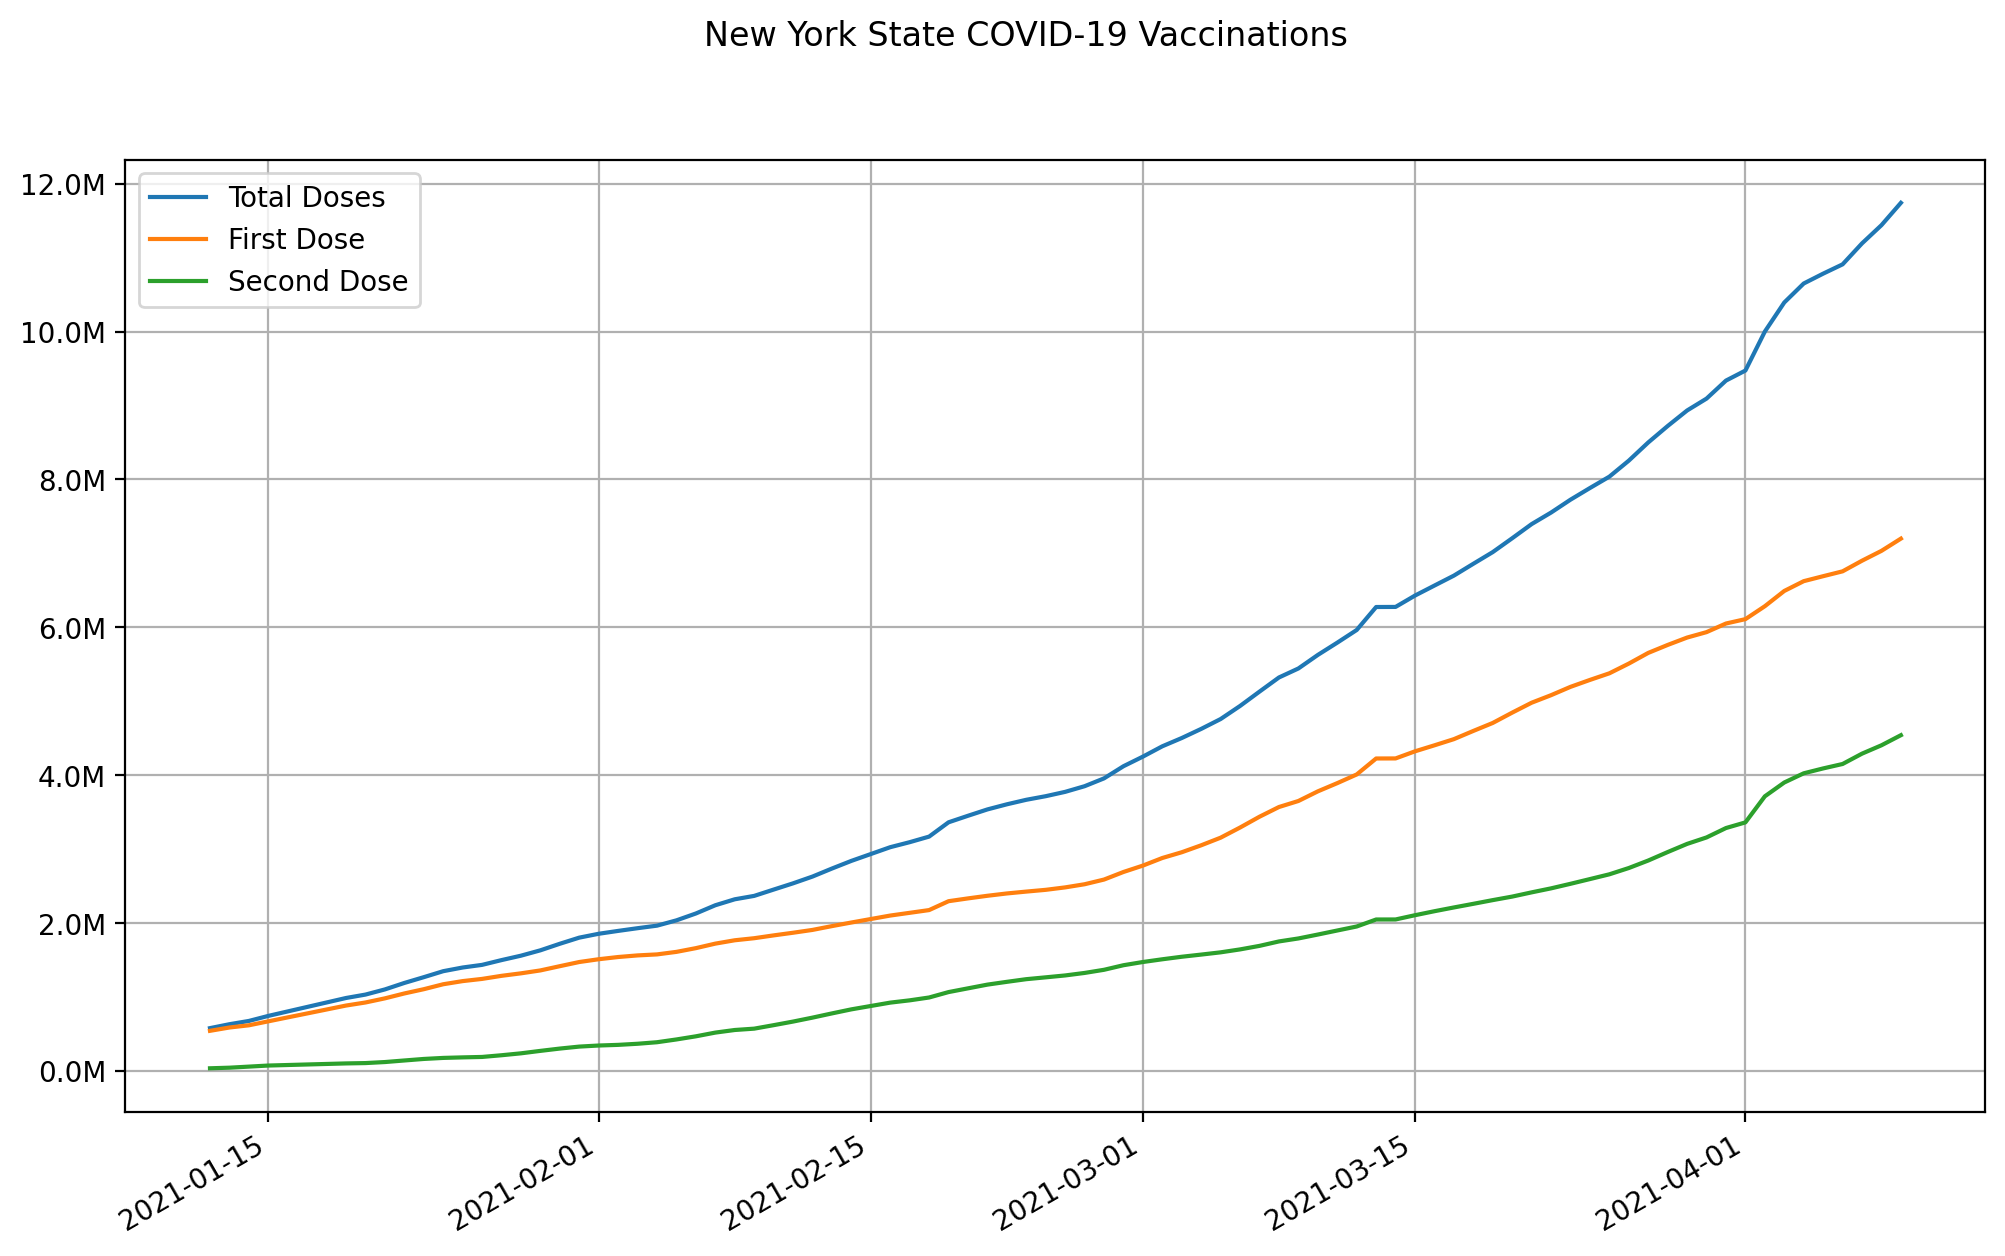 New York State COVID-19 Vaccinations
12.0M
10.0M
8.0M
6.0M
4.0M
2.0M
0.0M
Total Doses
First Dose
Second Dose
2021-01-15
2021-02-01
2021-02-15
2021-03-01
2021-03-15
2021-04-01